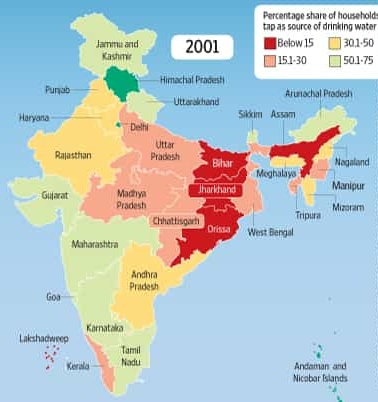 Percentage share of households
tap as source of drinking water
Below 15
30.1-50
15.1-30
50.1-75
2001
Jammu and
Kashmir
Himachal Pradesh
Punjab
Uttarakhand
Arunachal Pradesh
Haryana
Delhi
Sikkim
Assam
Rajasthan
Uttar
Pradesh
Bihar
Nagaland
Meghalaya
Jharkhand
Manipur
Gujarat
Madhya
Pradesh
Mizoram
Tripura
Chhattisgarh
Orissa
West Bengal
Maharashtra
Andhra
Pradesh
Goa
Karnataka
Lakshadweep
Tamil
Nadu
Kerala
Andaman and
Nicobar Islands